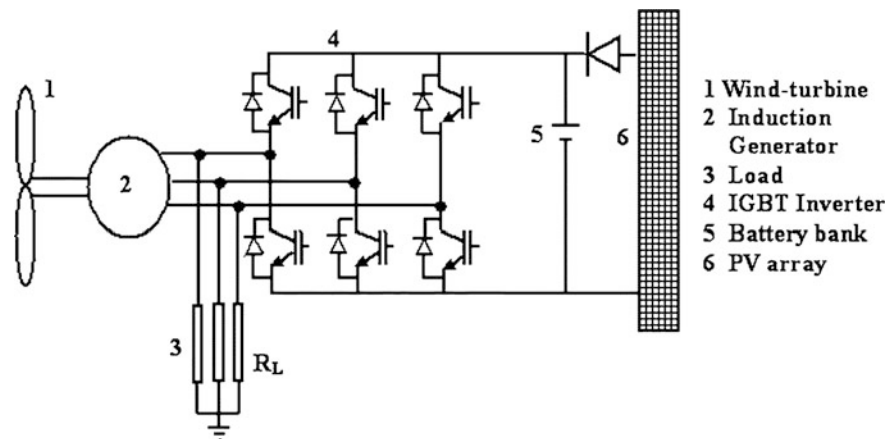 4
1
2
5
6
3
R_L
1 Wind-turbine
2 Induction
Generator
3 Load
4 IGBT Inverter
5 Battery bank
6 PV array